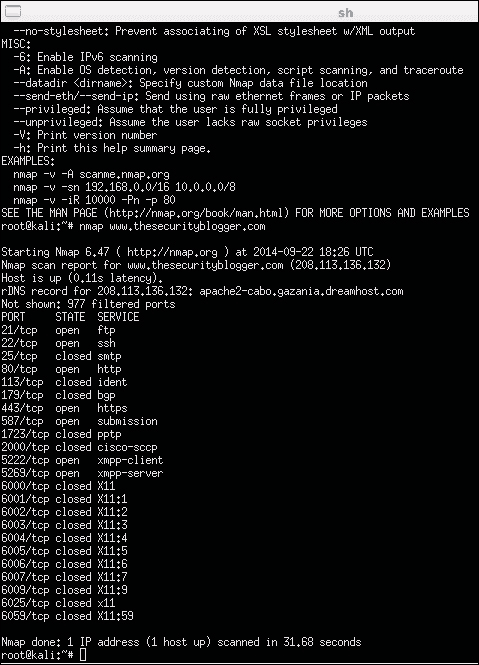 sh
--no-stylesheet: Prevent associating of XSL stylesheet w/XML output
MISC:
-6: Enable IPv6 scanning
-A: Enable OS detection, version detection, script scanning, and traceroute
--datadir <dirname>: Specify custom Nmap data file location
--send-eth/--send-ip: Send using raw ethernet frames or IP packets
--privileged: Assume that the user is fully privileged
--unprivileged: Assume the user lacks raw socket privileges
-V: Print version number
-h: Print this help summary page.
EXAMPLES:
nmap -v -A scanme.nmap.org
nmap -v -sn 192.168.0.0/16 10.0.0.0/8
nmap -v -iR 10000 -Pn -p 80
SEE THE MAN PAGE (http://nmap.org/book/man.html) FOR MORE OPTIONS AND EXAMPLES
root@kali:~# nmap www.thesecurityblogger.com
Starting Nmap 6.47 ( http://nmap.org ) at 2014-09-22 18:26 UTC
Nmap scan report for www.thesecurityblogger.com (208.113.136.132)
Host is up (0.11s latency).
rDNS record for 208.113.136.132: apache2-cabo.gazania.dreamhost.com
Not shown: 977 filtered ports
PORT STATE SERVICE
21/tcp open ftp
22/tcp open ssh
25/tcp closed smtp
80/tcp open http
113/tcp closed ident
179/tcp closed bgp
443/tcp open https
587/tcp open submission
1723/tcp closed pptp
2000/tcp closed cisco-sccp
5222/tcp open xmpp-client
5269/tcp open xmpp-server
6000/tcp closed X11
6001/tcp closed X11:1
6002/tcp closed X11:2
6003/tcp closed X11:3
6004/tcp closed X11:4
6005/tcp closed X11:5
6006/tcp closed X11:6
6007/tcp closed X11:7
6009/tcp closed X11:9
6025/tcp closed x11
6059/tcp closed X11:59
Nmap done: 1 IP address (1 host up) scanned in 31.68 seconds
root@kali:~#